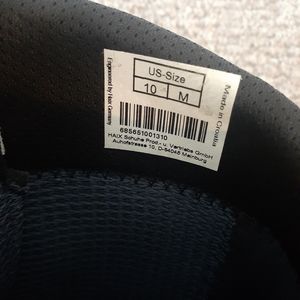 Engineered by Haix Germany
US-Size
10 M
Made in Croatia
685651001310
HAIX Schuhe Prod.- u. Vertriebs GmbH
Auhofstrasse 10, D-84048 Mainburg